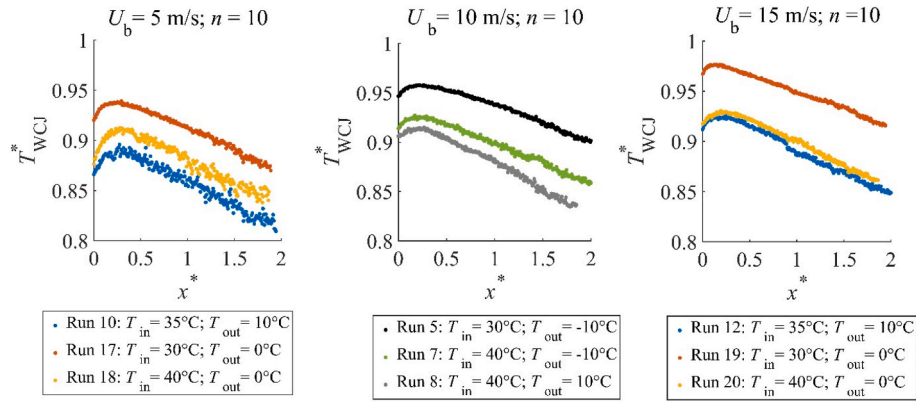 U_b = 5 m/s; n = 10
1
0.95
0.9
0.85
0.8
T*_WCJ
0 0.5 1 1.5 2
x*
Run 10: T_in = 35°C; T_out = 10°C
Run 17: T_in = 30°C; T_out = 0°C
Run 18: T_in = 40°C; T_out = 0°C
U_b = 10 m/s; n = 10
1
0.95
0.9
0.85
0.8
T*_WCJ
0 0.5 1 1.5 2
x*
Run 5: T_in = 30°C; T_out = -10°C
Run 7: T_in = 40°C; T_out = -10°C
Run 8: T_in = 40°C; T_out = 10°C
U_b = 15 m/s; n =10
1
0.95
0.9
0.85
0.8
T*_WCJ
0 0.5 1 1.5 2
x*
Run 12: T_in = 35°C; T_out = 10°C
Run 19: T_in = 30°C; T_out = 0°C
Run 20: T_in = 40°C; T_out = 0°C